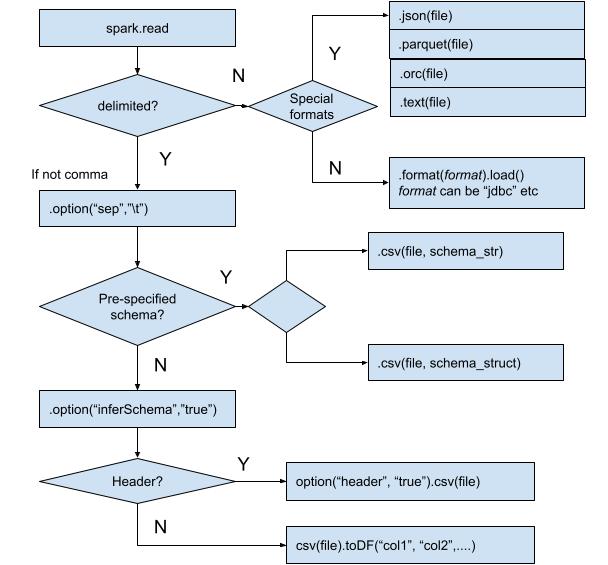 spark.read
.json(file)
.parquet(file)
.orc(file)
.text(file)
N
Y
delimited?
Special
formats
Y
N
If not comma
.format(format).load()
format can be “jdbc” etc
.option(“sep”,”\t”)
Y
.csv(file, schema_str)
Pre-specified
schema?
N
.csv(file, schema_struct)
.option(“inferSchema”,”true”)
Y
Header?
option(“header”, “true”).csv(file)
N
csv(file).toDF(“col1”, “col2”,....)